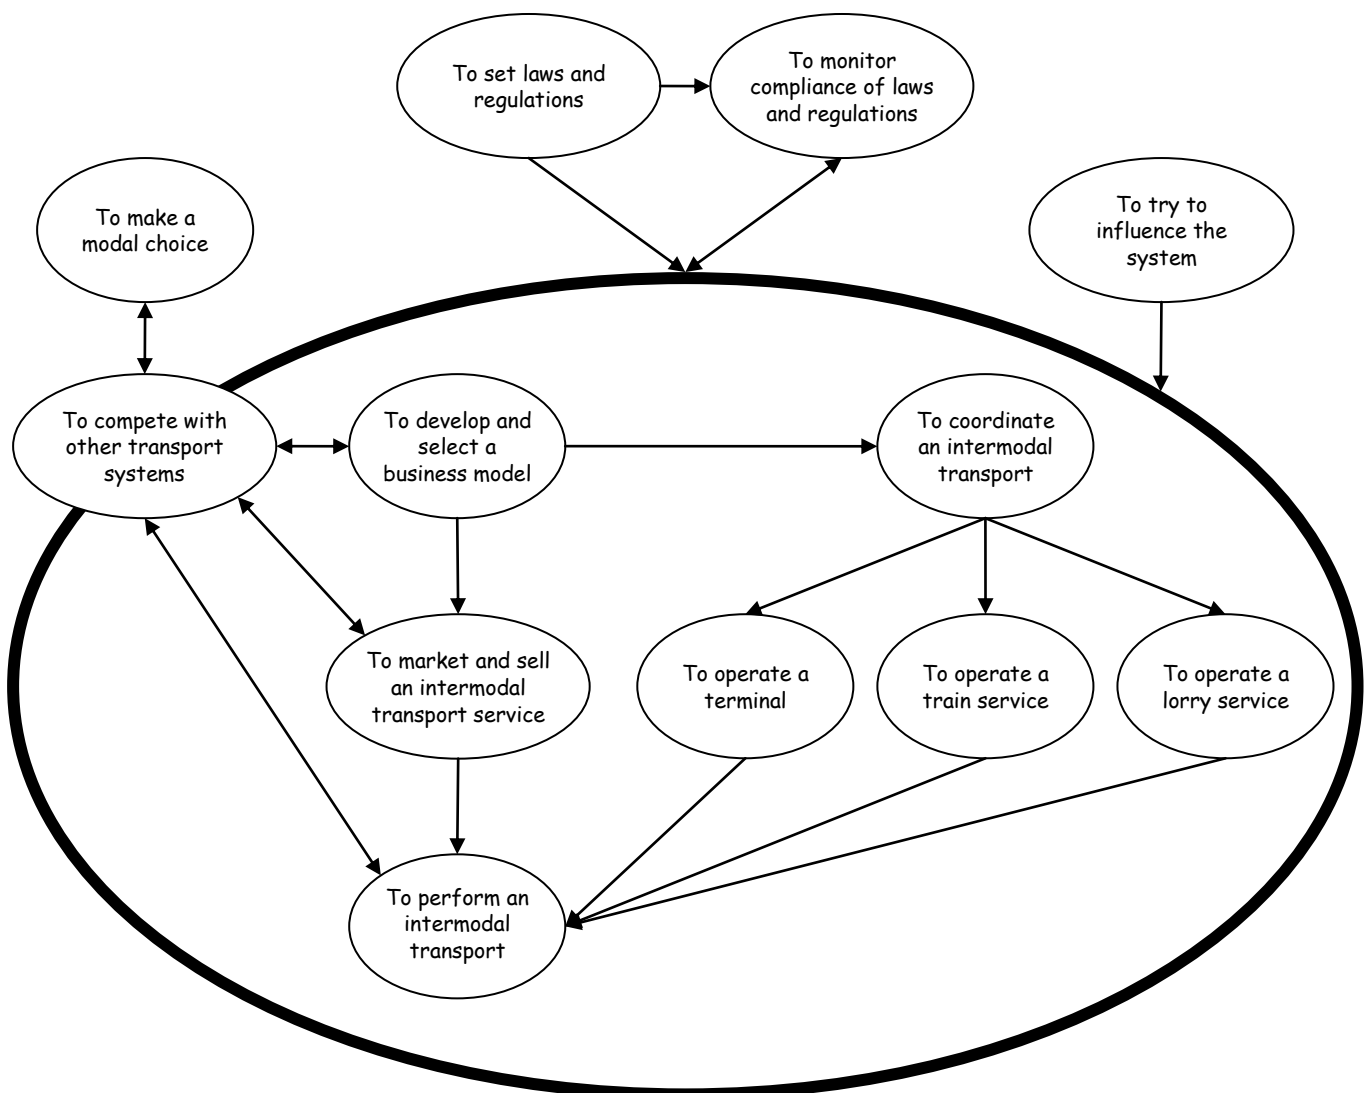 To set laws and
regulations
To monitor
compliance of laws
and regulations
To make a
modal choice
To try to
influence the
system
To compete with
other transport
systems
To develop and
select a
business model
To coordinate
an intermodal
transport
To market and sell
an intermodal
transport service
To operate a
terminal
To operate a
train service
To operate a
lorry service
To perform an
intermodal
transport